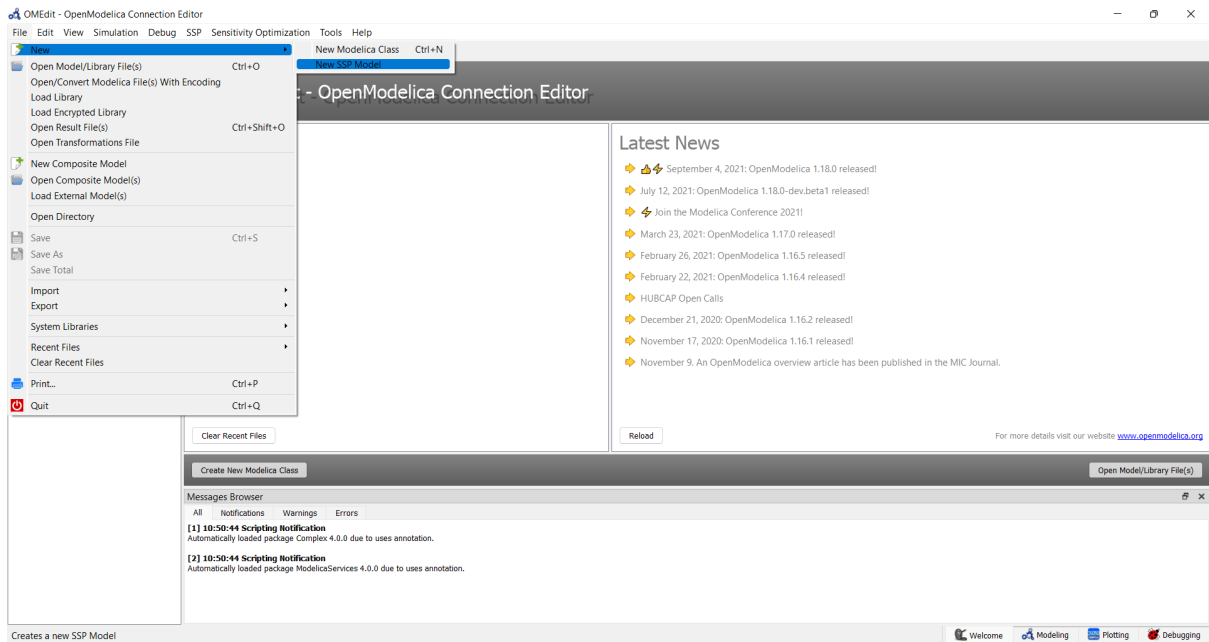 OMEdit - OpenModelica Connection Editor
File Edit View Simulation Debug SSP Sensitivity Optimization Tools Help
New
New Modelica Class Ctrl+N
New SSP Model
Open Model/Library File(s) Ctrl+O
Open/Convert Modelica File(s) With Encoding
Load Library
Load Encrypted Library
Open Result File(s) Ctrl+Shift+O
Open Transformations File
New Composite Model
Open Composite Model(s)
Load External Model(s)
Open Directory
Save Ctrl+S
Save As
Save Total
Import
Export
System Libraries
Recent Files
Clear Recent Files
Print... Ctrl+P
Quit Ctrl+Q
- OpenModelica Connection Editor
Latest News
September 4, 2021: OpenModelica 1.18.0 released!
July 12, 2021: OpenModelica 1.18.0-dev.beta1 released!
Join the Modelica Conference 2021!
March 23, 2021: OpenModelica 1.17.0 released!
February 26, 2021: OpenModelica 1.16.5 released!
February 22, 2021: OpenModelica 1.16.4 released!
HUBCAP Open Calls
December 21, 2020: OpenModelica 1.16.2 released!
November 17, 2020: OpenModelica 1.16.1 released!
November 9. An OpenModelica overview article has been published in the MIC Journal.
Clear Recent Files
Reload
For more details visit our website www.openmodelica.org
Create New Modelica Class
Open Model/Library File(s)
Messages Browser
All Notifications Warnings Errors
[1] 10:50:44 Scripting Notification
Automatically loaded package Complex 4.0.0 due to uses annotation.
[2] 10:50:44 Scripting Notification
Automatically loaded package ModelicaServices 4.0.0 due to uses annotation.
Creates a new SSP Model
Welcome Modeling Plotting Debugging